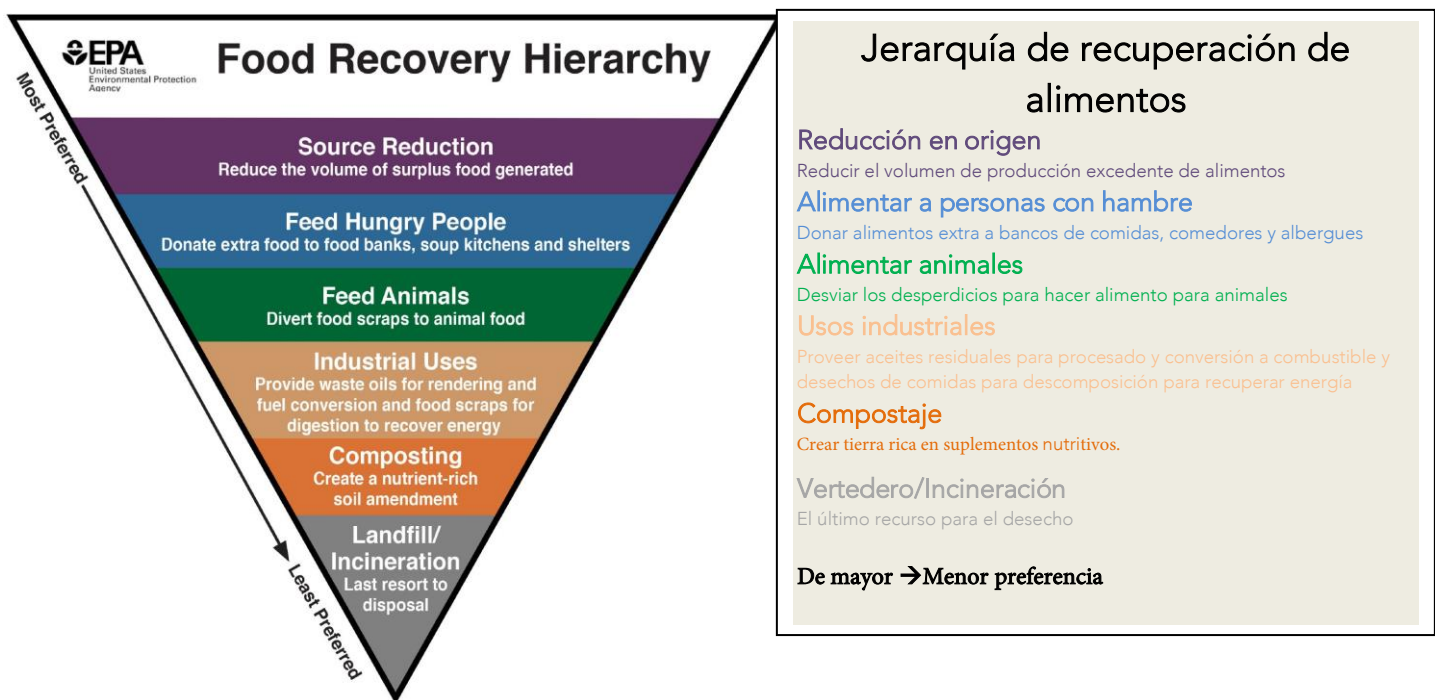 EPA
United States
Environmental Protection
Agency
Food Recovery Hierarchy
Most Preferred
Source Reduction
Reduce the volume of surplus food generated
Feed Hungry People
Donate extra food to food banks, soup kitchens and shelters
Feed Animals
Divert food scraps to animal food
Industrial Uses
Provide waste oils for rendering and
fuel conversion and food scraps for
digestion to recover energy
Composting
Create a nutrient-rich
soil amendment
Landfill/
Incineration
Last resort to
disposal
Least Preferred
Jerarquía de recuperación de
alimentos
Reducción en origen
Reducir el volumen de producción excedente de alimentos
Alimentar a personas con hambre
Donar alimentos extra a bancos de comidas, comedores y albergues
Alimentar animales
Desviar los desperdicios para hacer alimento para animales
Usos industriales
Proveer aceites residuales para procesado y conversión a combustible y
desechos de comidas para descomposición para recuperar energía
Compostaje
Crear tierra rica en suplementos nutritivos.
Vertedero/Incineración
El último recurso para el desecho
De mayor →Menor preferencia